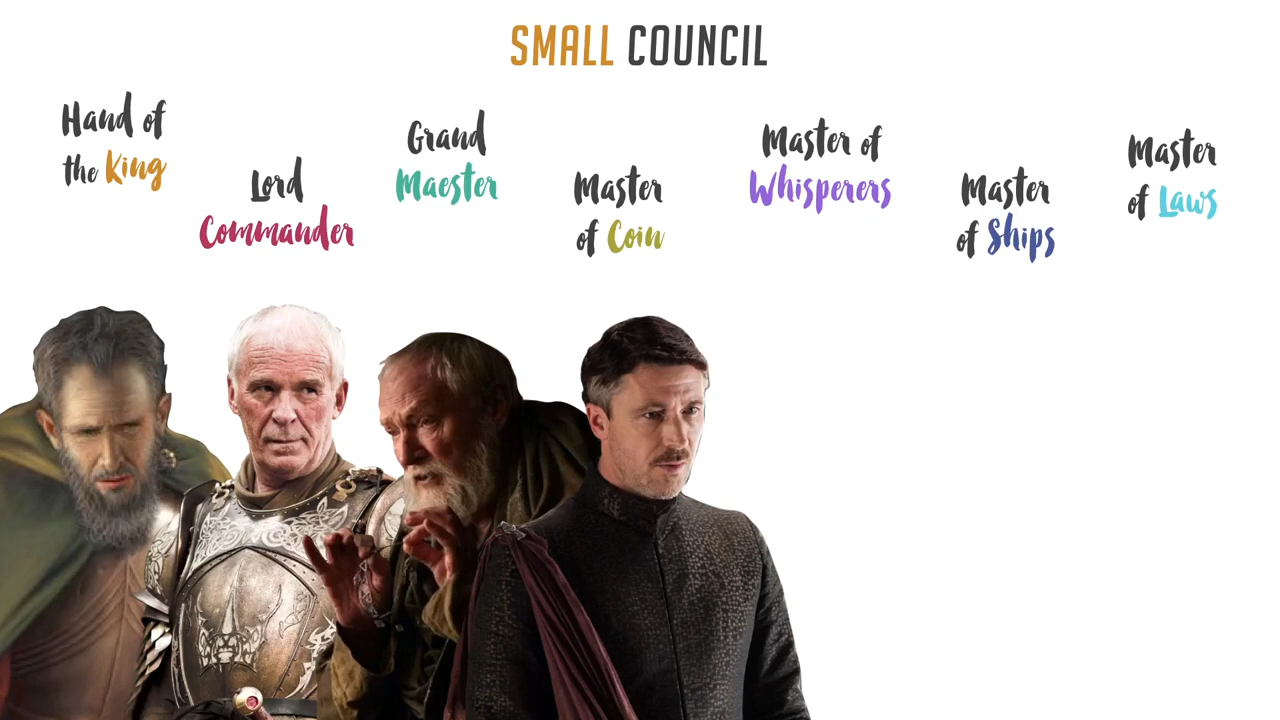 SMALL COUNCIL
Hand of
the King
Lord
Commander
Grand
Maester
Master
of Coin
Master of
Whisperers
Master
of Ships
Master
of Laws